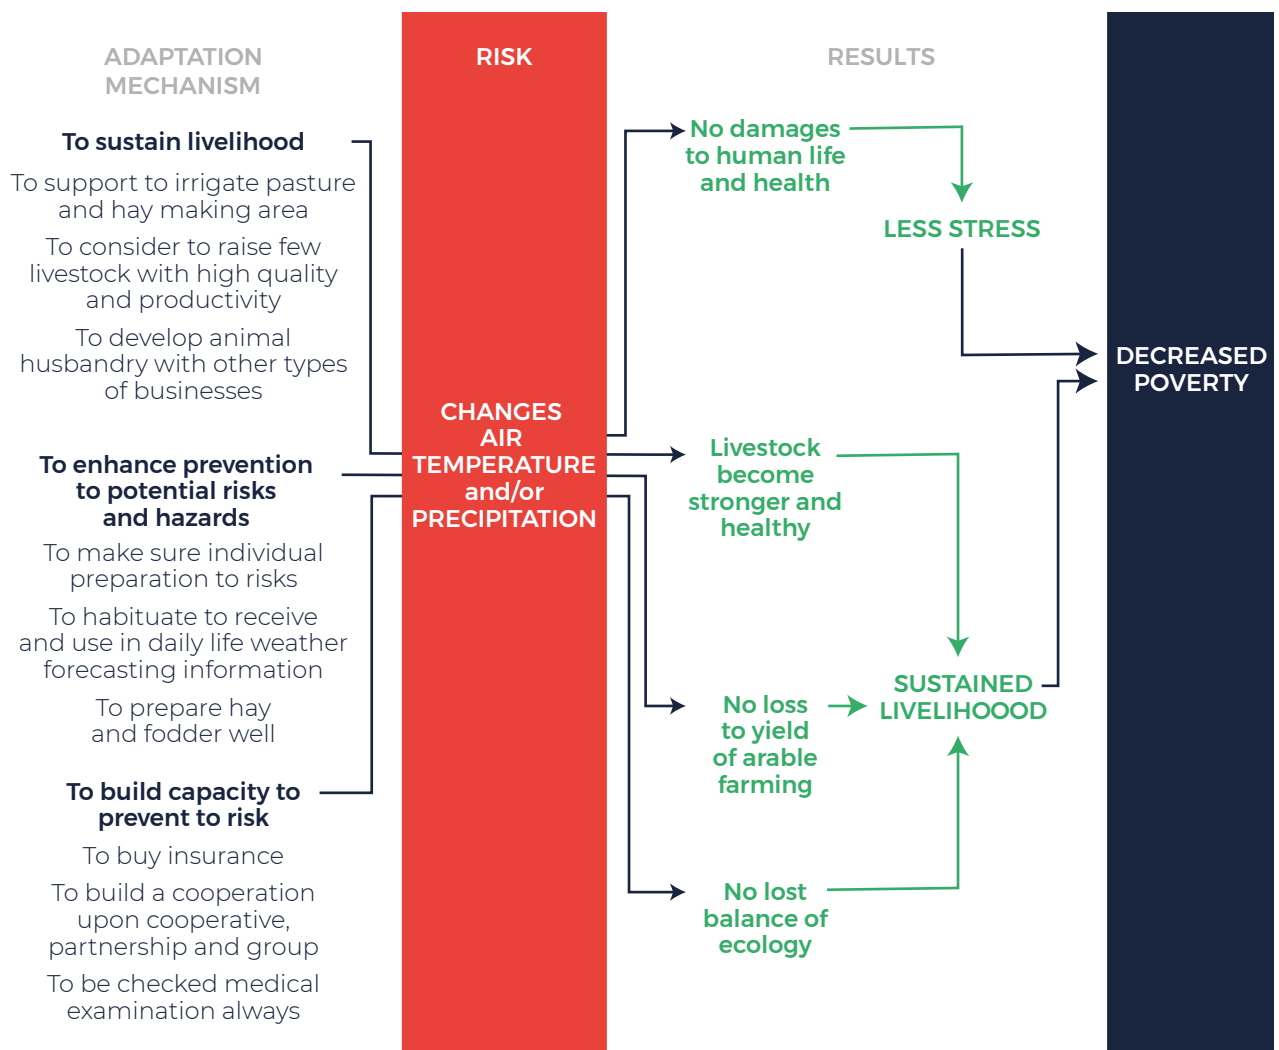 ADAPTATION
MECHANISM
To sustain livelihood
To support to irrigate pasture
and hay making area
To consider to raise few
livestock with high quality
and productivity
To develop animal
husbandry with other types
of businesses
To enhance prevention
to potential risks
and hazards
To make sure individual
preparation to risks
To habituate to receive
and use in daily life weather
forecasting information
To prepare hay
and fodder well
To build capacity to
prevent to risk
To buy insurance
To build a cooperation
upon cooperative,
partnership and group
To be checked medical
examination always
RISK
CHANGES
AIR
TEMPERATURE
and/or
PRECIPITATION
RESULTS
No damages
to human life
and health
LESS STRESS
Livestock
become
stronger and
healthy
No loss
to yield
of arable
farming
SUSTAINED
LIVELIHOOOD
No lost
balance of
ecology
DECREASED
POVERTY